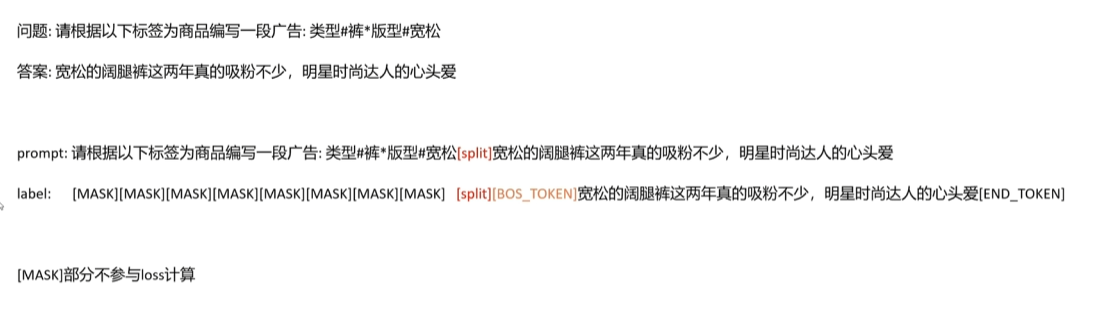 问题: 请根据以下标签为商品编写一段广告: 类型#裤*版型#宽松
答案: 宽松的阔腿裤这两年真的吸粉不少，明星时尚达人的心头爱
prompt: 请根据以下标签为商品编写一段广告: 类型#裤*版型#宽松[split]宽松的阔腿裤这两年真的吸粉不少，明星时尚达人的心头爱
label: [MASK][MASK][MASK][MASK][MASK][MASK][MASK][MASK] [split][BOS_TOKEN]宽松的阔腿裤这两年真的吸粉不少，明星时尚达人的心头爱[END_TOKEN]
[MASK]部分不参与loss计算